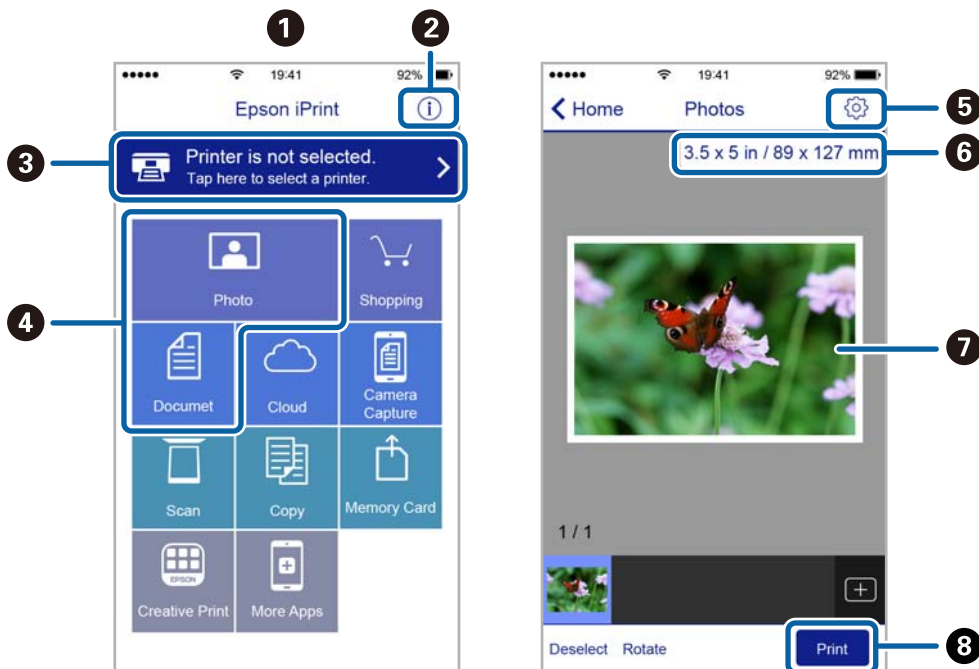 1
2
19:41
92%
Epson iPrint
3
Printer is not selected.
Tap here to select a printer.
4
Photo
Shopping
Documet
Cloud
Camera
Capture
Scan
Copy
Memory Card
EPSON
Creative Print
More Apps
19:41
92%
Home
Photos
5
3.5 x 5 in / 89 x 127 mm
6
7
1 / 1
Deselect
Rotate
Print
8